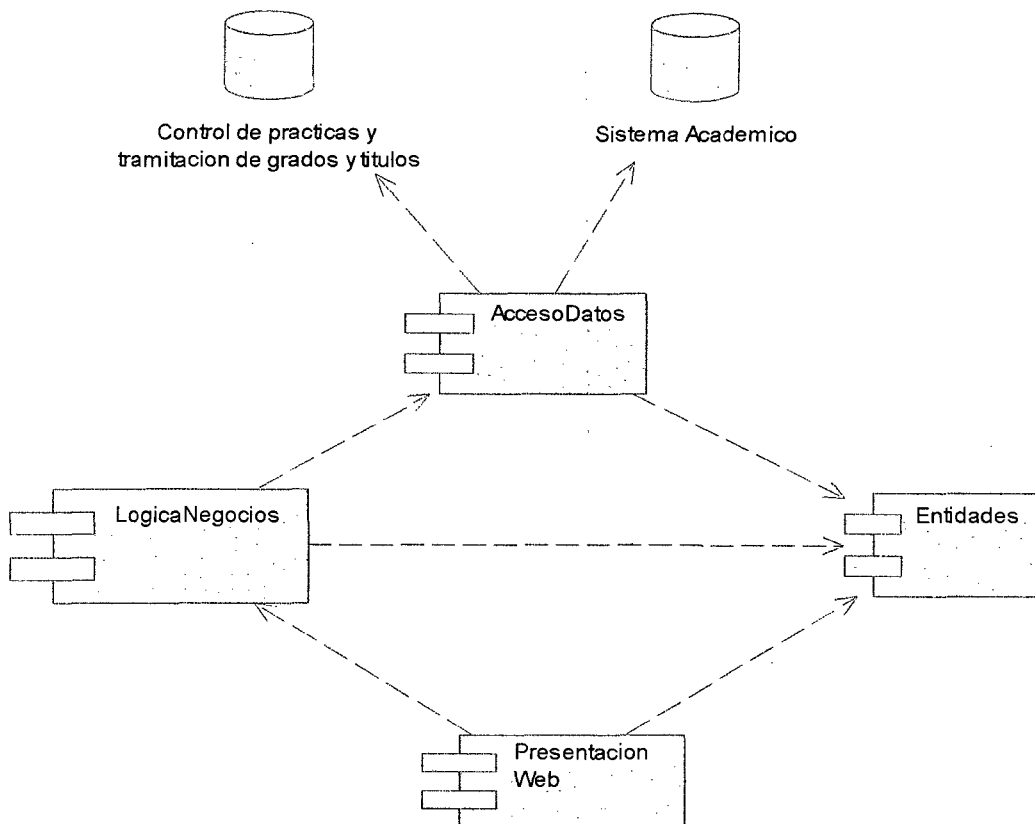 Control de practicas y
tramitacion de grados y titulos
Sistema Academico
AccesoDatos
LogicaNegocios
Entidades
Presentacion
Web